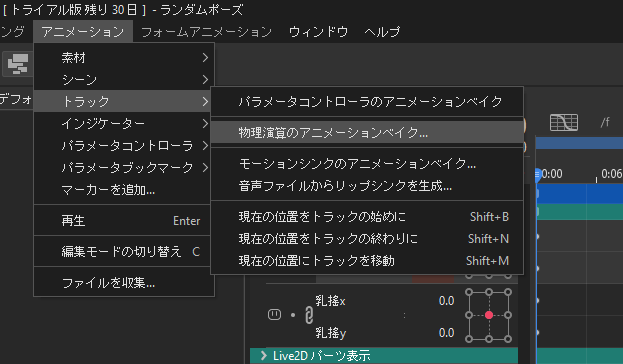 [ トライアル版 残り 30 日 ] - ランダムポーズ
ング アニメーション フォームアニメーション ウィンドウ ヘルプ
素材
シーン
デフォ
トラック
インジケーター
パラメータコントローラ
パラメータブックマーク
マーカーを追加...
再生 Enter
編集モードの切り替え C
ファイルを収集...
パラメータコントローラのアニメーションベイク
物理演算のアニメーションベイク...
モーションシンクのアニメーションベイク...
音声ファイルからリップシンクを生成...
現在の位置をトラックの始めに Shift+B
現在の位置をトラックの終わりに Shift+N
現在の位置にトラックを移動 Shift+M
/f
0:00 0:06
乳揺x : 0.0
乳揺y 0.0
Live2D パーツ表示